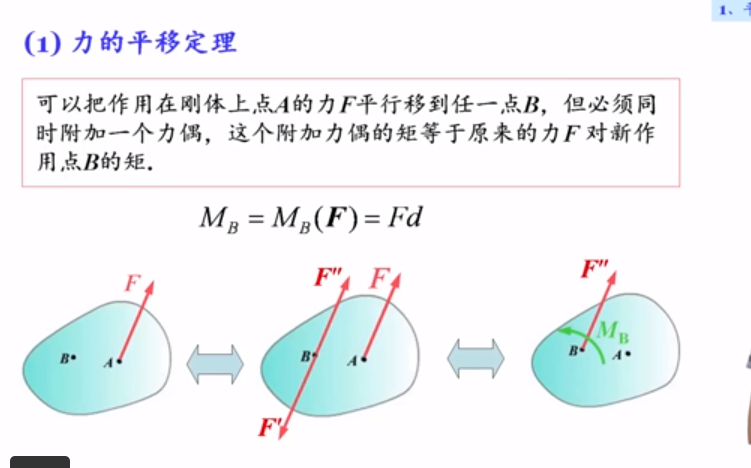 1、
(1) 力的平移定理
可以把作用在刚体上点A的力F平行移到任一点B，但必须同
时附加一个力偶，这个附加力偶的矩等于原来的力F 对新作
用点B的矩.
M_B = M_B(F) = Fd
F
B
A
F″
F
B
A
F′
F″
M_B
B
A